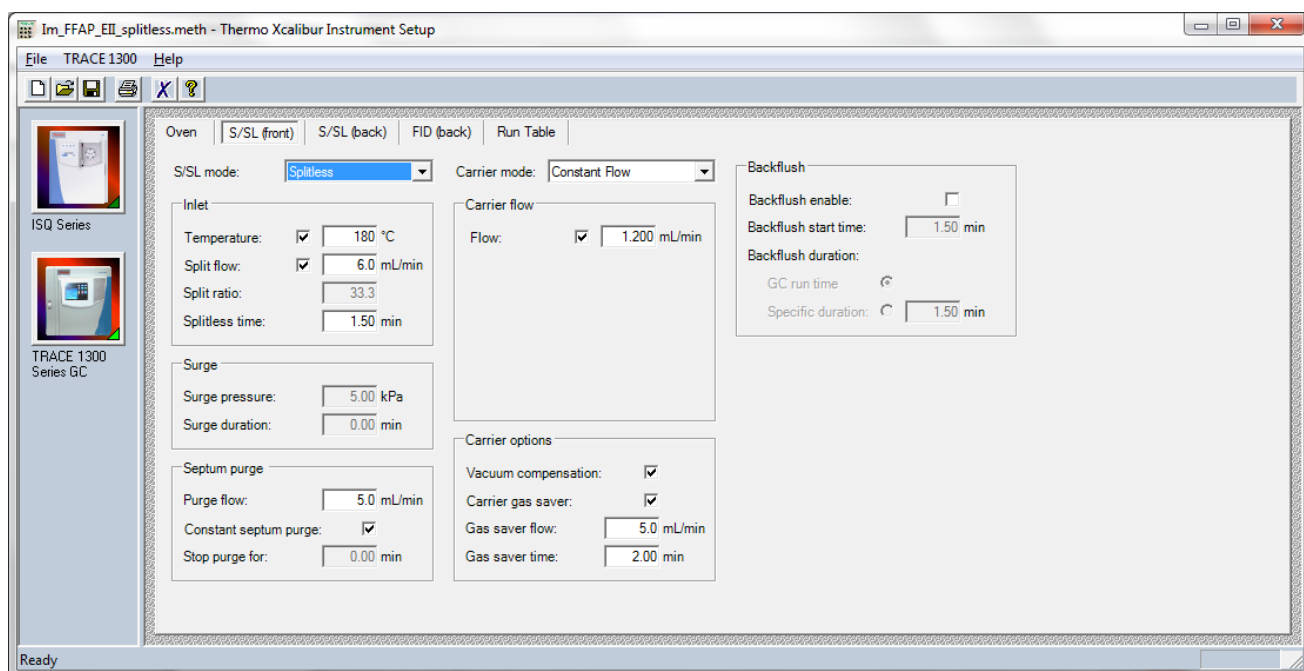 Im_FFAP_EII_splitless.meth - Thermo Xcalibur Instrument Setup
File TRACE 1300 Help
Oven S/SL (front) S/SL (back) FID (back) Run Table
ISQ Series
TRACE 1300
Series GC
S/SL mode: Splitless
Inlet
Temperature: 180 °C
Split flow: 6.0 mL/min
Split ratio: 33.3
Splitless time: 1.50 min
Surge
Surge pressure: 5.00 kPa
Surge duration: 0.00 min
Septum purge
Purge flow: 5.0 mL/min
Constant septum purge:
Stop purge for: 0.00 min
Carrier mode: Constant Flow
Carrier flow
Flow: 1.200 mL/min
Carrier options
Vacuum compensation:
Carrier gas saver:
Gas saver flow: 5.0 mL/min
Gas saver time: 2.00 min
Backflush
Backflush enable:
Backflush start time: 1.50 min
Backflush duration:
GC run time
Specific duration: 1.50 min
Ready